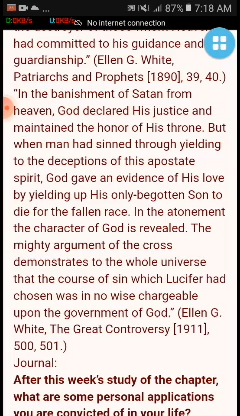 87% 7:18 AM
0:0KB/s U:0KB/s No internet connection
had committed to his guidance and
guardianship.” (Ellen G. White,
Patriarchs and Prophets [1890], 39, 40.)
“In the banishment of Satan from
heaven, God declared His justice and
maintained the honor of His throne. But
when man had sinned through yielding
to the deceptions of this apostate
spirit, God gave an evidence of His love
by yielding up His only-begotten Son to
die for the fallen race. In the atonement
the character of God is revealed. The
mighty argument of the cross
demonstrates to the whole universe
that the course of sin which Lucifer had
chosen was in no wise chargeable
upon the government of God.” (Ellen G.
White, The Great Controversy [1911],
500, 501.)
Journal:
After this week’s study of the chapter,
what are some personal applications
you are convicted of in your life?